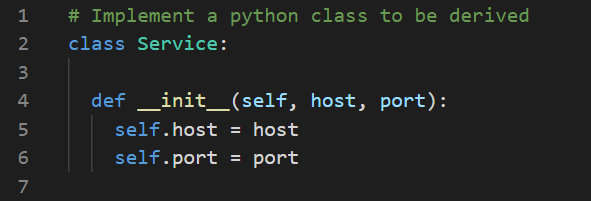 1 # Implement a python class to be derived
2 class Service:
3
4 def __init__(self, host, port):
5 self.host = host
6 self.port = port
7